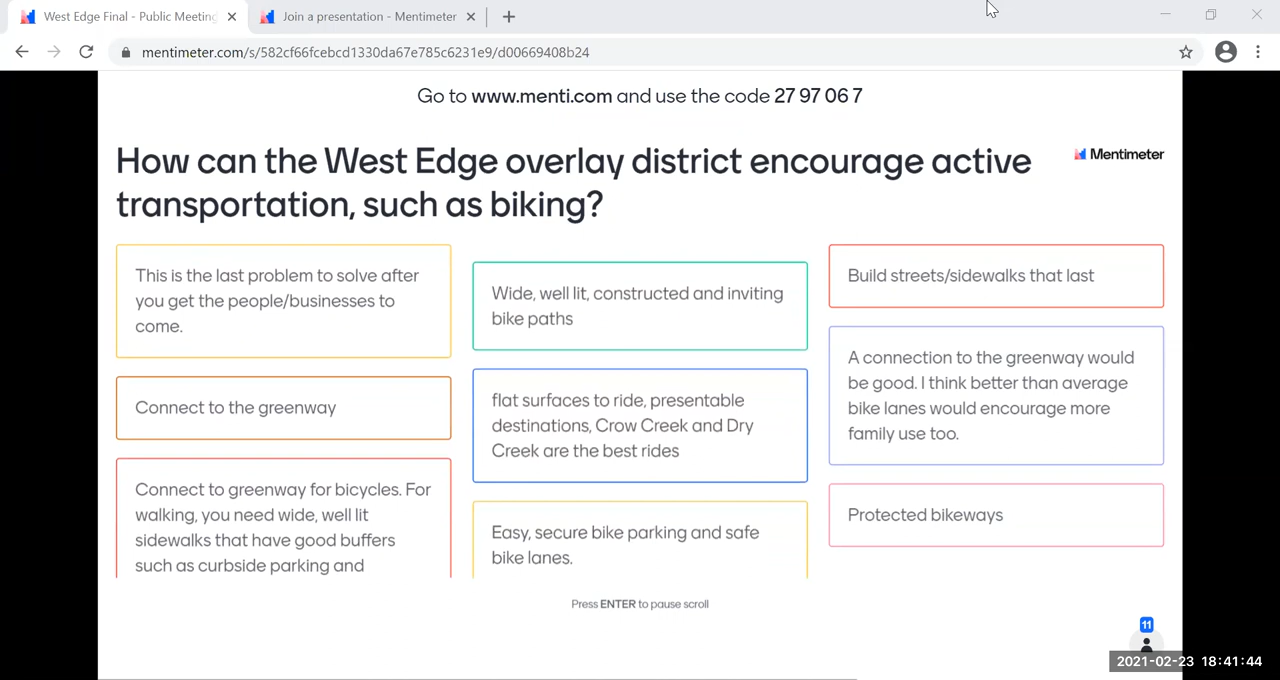 West Edge Final - Public Meeting
Join a presentation - Mentimeter
mentimeter.com/s/582cf66fcebcd1330da67e785c6231e9/d00669408b24
Go to www.menti.com and use the code 27 97 06 7
How can the West Edge overlay district encourage active
transportation, such as biking?
Mentimeter
This is the last problem to solve after
you get the people/businesses to
come.
Connect to the greenway
Connect to greenway for bicycles. For
walking, you need wide, well lit
sidewalks that have good buffers
such as curbside parking and
Wide, well lit, constructed and inviting
bike paths
flat surfaces to ride, presentable
destinations, Crow Creek and Dry
Creek are the best rides
Easy, secure bike parking and safe
bike lanes.
Build streets/sidewalks that last
A connection to the greenway would
be good. I think better than average
bike lanes would encourage more
family use too.
Protected bikeways
Press ENTER to pause scroll
11
2021-02-23 18:41:44